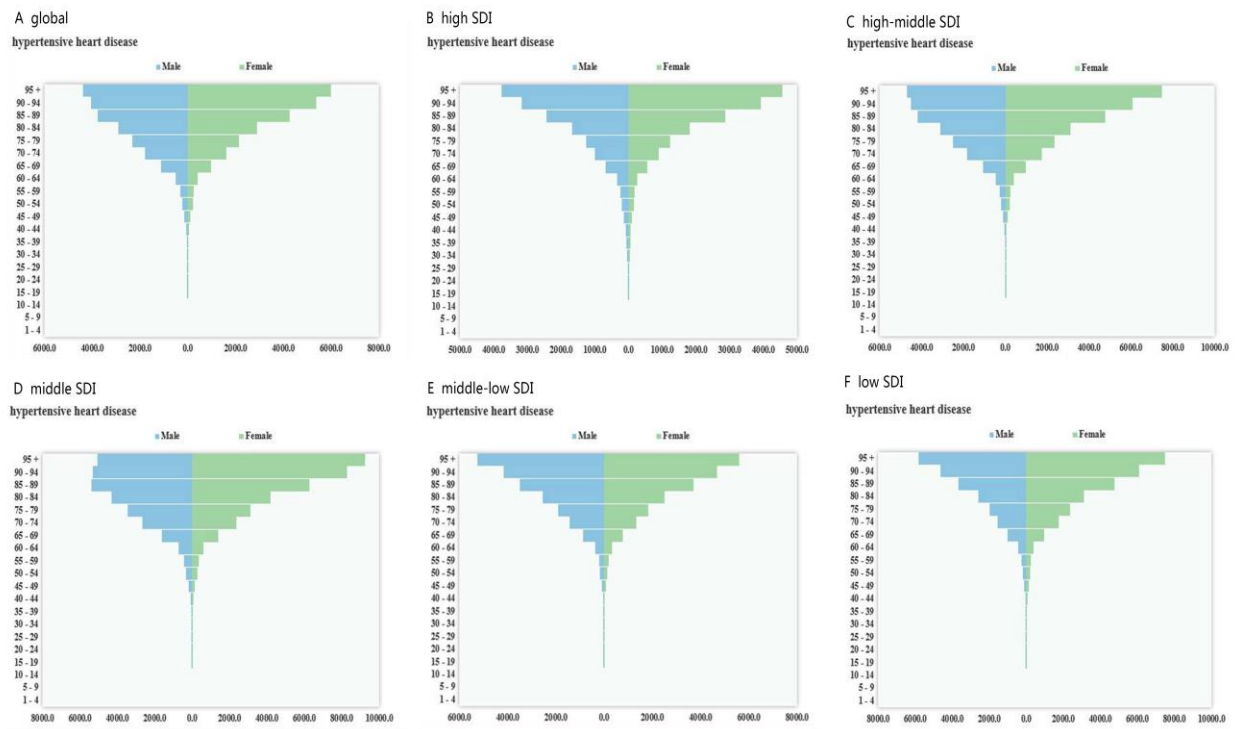 A global
hypertensive heart disease
Male Female
95 +
90 - 94
85 - 89
80 - 84
75 - 79
70 - 74
65 - 69
60 - 64
55 - 59
50 - 54
45 - 49
40 - 44
35 - 39
30 - 34
25 - 29
20 - 24
15 - 19
10 - 14
5 - 9
1 - 4
6000.0 4000.0 2000.0 0.0 2000.0 4000.0 6000.0 8000.0
B high SDI
hypertensive heart disease
Male Female
95 +
90 - 94
85 - 89
80 - 84
75 - 79
70 - 74
65 - 69
60 - 64
55 - 59
50 - 54
45 - 49
40 - 44
35 - 39
30 - 34
25 - 29
20 - 24
15 - 19
10 - 14
5 - 9
1 - 4
5000.0 4000.0 3000.0 2000.0 1000.0 0.0 1000.0 2000.0 3000.0 4000.0 5000.0
C high-middle SDI
hypertensive heart disease
Male Female
95 +
90 - 94
85 - 89
80 - 84
75 - 79
70 - 74
65 - 69
60 - 64
55 - 59
50 - 54
45 - 49
40 - 44
35 - 39
30 - 34
25 - 29
20 - 24
15 - 19
10 - 14
5 - 9
1 - 4
6000.0 4000.0 2000.0 0.0 2000.0 4000.0 6000.0 8000.0 10000.0
D middle SDI
hypertensive heart disease
Male Female
95 +
90 - 94
85 - 89
80 - 84
75 - 79
70 - 74
65 - 69
60 - 64
55 - 59
50 - 54
45 - 49
40 - 44
35 - 39
30 - 34
25 - 29
20 - 24
15 - 19
10 - 14
5 - 9
1 - 4
8000.0 6000.0 4000.0 2000.0 0.0 2000.0 4000.0 6000.0 8000.0 10000.0
E middle-low SDI
hypertensive heart disease
Male Female
95 +
90 - 94
85 - 89
80 - 84
75 - 79
70 - 74
65 - 69
60 - 64
55 - 59
50 - 54
45 - 49
40 - 44
35 - 39
30 - 34
25 - 29
20 - 24
15 - 19
10 - 14
5 - 9
1 - 4
6000.0 4000.0 2000.0 0.0 2000.0 4000.0 6000.0 8000.0
F low SDI
hypertensive heart disease
Male Female
95 +
90 - 94
85 - 89
80 - 84
75 - 79
70 - 74
65 - 69
60 - 64
55 - 59
50 - 54
45 - 49
40 - 44
35 - 39
30 - 34
25 - 29
20 - 24
15 - 19
10 - 14
5 - 9
1 - 4
8000.0 6000.0 4000.0 2000.0 0.0 2000.0 4000.0 6000.0 8000.0 10000.0